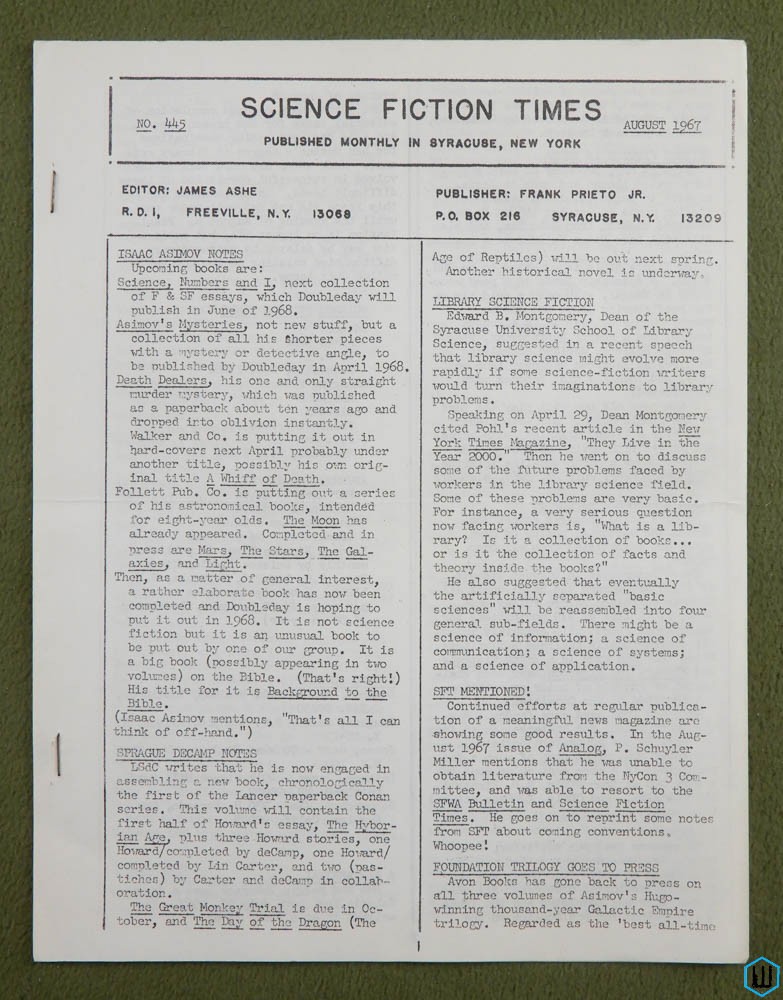 SCIENCE FICTION TIMES
NO. 445
AUGUST 1967
PUBLISHED MONTHLY IN SYRACUSE, NEW YORK
EDITOR: JAMES ASHE
R.D.1, FREEVILLE, N.Y. 13068
PUBLISHER: FRANK PRIETO JR.
P.O. BOX 216 SYRACUSE, N.Y. 13209
ISAAC ASIMOV NOTES
Upcoming books are:
Science, Numbers and I, next collection
of F & SF essays, which Doubleday will
publish in June of 1968.
Asimov's Mysteries, not new stuff, but a
collection of all his shorter pieces
with a mystery or detective angle, to
be published by Doubleday in April 1968.
Death Dealers, his one and only straight
murder mystery, which was published
as a paperback about ten years ago and
dropped into oblivion instantly.
Walker and Co. is putting it out in
hard-covers next April probably under
another title, possibly his own orig-
inal title A Whiff of Death.
Follett Pub. Co. is putting out a series
of his astronomical books, intended
for eight-year olds. The Moon has
already appeared. Completed and in
press are Mars, The Stars, The Gal-
axies, and Light.
Then, as a matter of general interest,
a rather elaborate book has now been
completed and Doubleday is hoping to
put it out in 1968. It is not science
fiction but it is an unusual book to
be put out by one of our group. It is
a big book (possibly appearing in two
volumes) on the Bible. (That's right!)
His title for it is Background to the
Bible.
(Isaac Asimov mentions, "That's all I can
think of off-hand.")
SPRAGUE DECAMP NOTES
LSdC writes that he is now engaged in
assembling a new book, chronologically
the first of the Lancer paperback Conan
series. This volume will contain the
first half of Howard's essay, The Hybor-
ian Age, plus three Howard stories, one
Howard/completed by deCamp, one Howard/
completed by Lin Carter, and two (pas-
tiches) by Carter and deCamp in collab-
oration.
The Great Monkey Trial is due in Oc-
tober, and The Day of the Dragon (The
Age of Reptiles) will be out next spring.
Another historical novel is underway.
LIBRARY SCIENCE FICTION
Edward B. Montgomery, Dean of the
Syracuse University School of Library
Science, suggested in a recent speech
that library science might evolve more
rapidly if some science-fiction writers
would turn their imaginations to library
problems.
Speaking on April 29, Dean Montgomery
cited Pohl's recent article in the New
York Times Magazine, "They Live in the
Year 2000." Then he went on to discuss
some of the future problems faced by
workers in the library science field.
Some of these problems are very basic.
For instance, a very serious question
now facing workers is, "What is a lib-
rary? Is it a collection of books...
or is it the collection of facts and
theory inside the books?"
He also suggested that eventually
the artificially separated "basic
sciences" will be reassembled into four
general sub-fields. There might be a
science of information; a science of
communication; a science of systems;
and a science of application.
SFT MENTIONED!
Continued efforts at regular publica-
tion of a meaningful news magazine are
showing some good results. In the Aug-
ust 1967 issue of Analog, P. Schuyler
Miller mentions that he was unable to
obtain literature from the NyCon 3 Com-
mittee, and was able to resort to the
SFWA Bulletin and Science Fiction
Times. He goes on to reprint some notes
from SFT about coming conventions.
Whoopee!
FOUNDATION TRILOGY GOES TO PRESS
Avon Books has gone back to press on
all three volumes of Asimov's Hugo-
winning thousand-year Galactic Empire
trilogy. Regarded as the 'best all-time
1